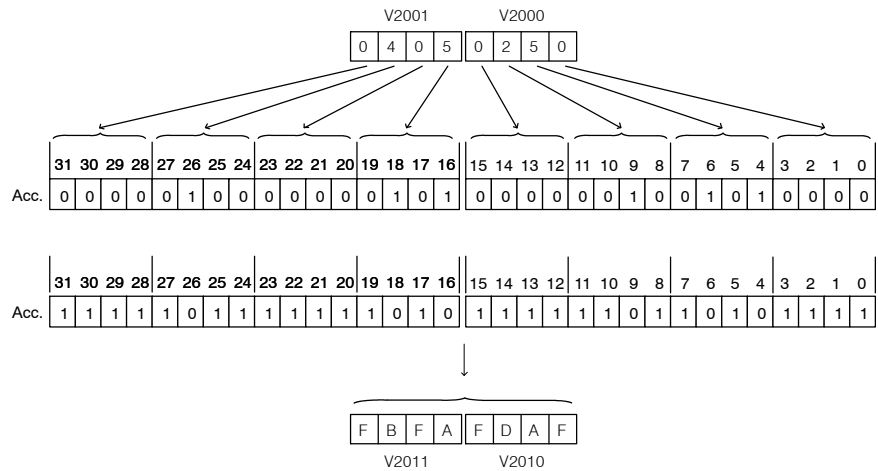 V2001 V2000
0 4 0 5 0 2 5 0
31 30 29 28 27 26 25 24 23 22 21 20 19 18 17 16 15 14 13 12 11 10 9 8 7 6 5 4 3 2 1 0
Acc. 0 0 0 0 0 1 0 0 0 0 0 0 0 1 0 1 0 0 0 0 0 0 1 0 0 1 0 1 0 0 0 0
31 30 29 28 27 26 25 24 23 22 21 20 19 18 17 16 15 14 13 12 11 10 9 8 7 6 5 4 3 2 1 0
Acc. 1 1 1 1 1 0 1 1 1 1 1 1 1 0 1 0 1 1 1 1 1 1 0 1 1 0 1 0 1 1 1 1
F B F A F D A F
V2011 V2010